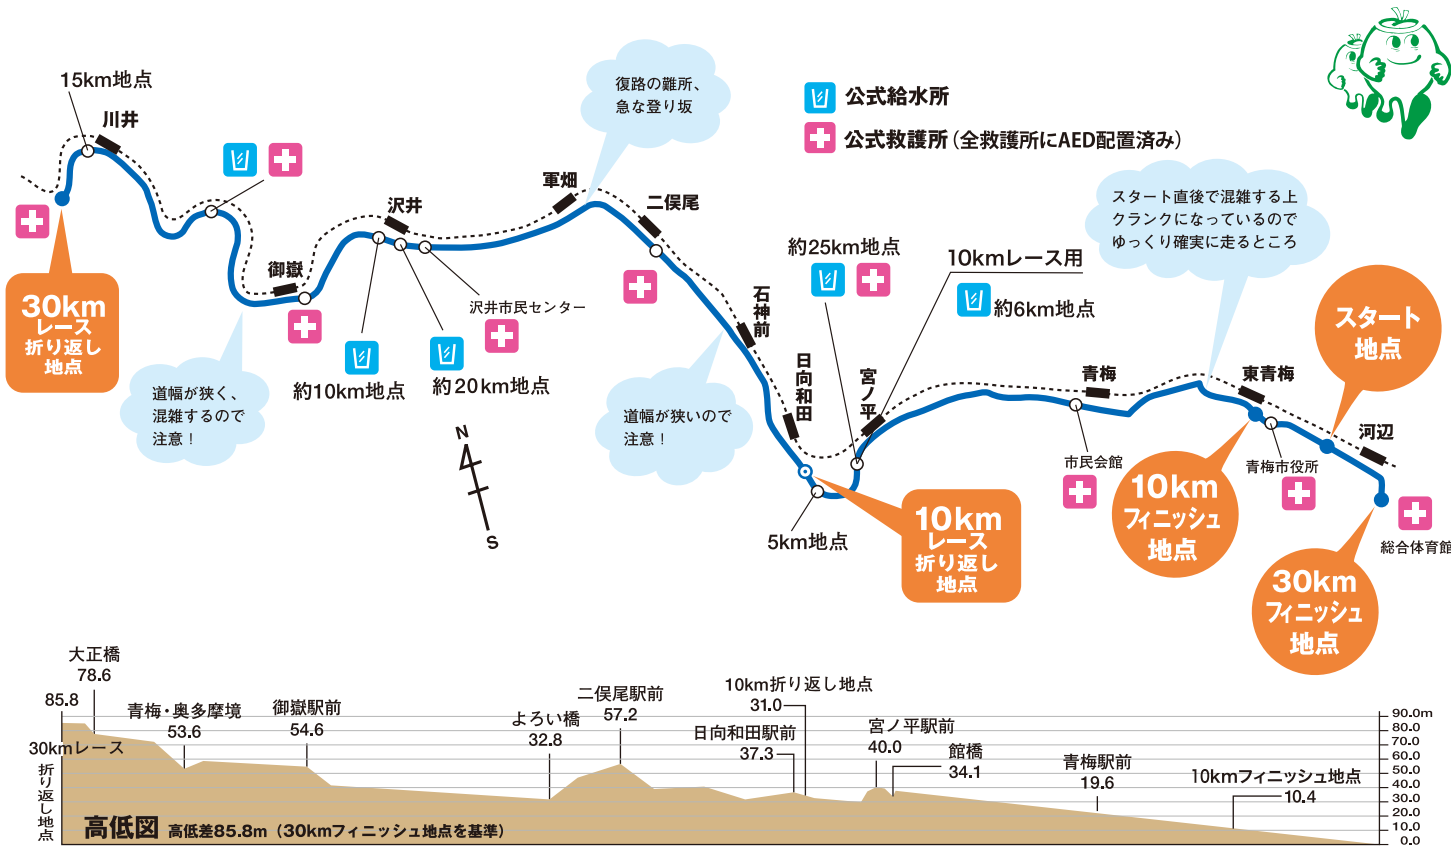 15km地点
川井
復路の難所、
急な登り坂
公式給水所
公式救護所（全救護所にAED配置済み）
沢井
軍畑
二俣尾
スタート直後で混雑する上
クランクになっているので
ゆっくり確実に走るところ
御嶽
約25km地点
10kmレース用
約6km地点
30km
レース
折り返し
地点
沢井市民センター
石神前
スタート
地点
約10km地点
約20km地点
日向和田
宮ノ平
青梅
東青梅
河辺
道幅が狭く、
混雑するので
注意！
道幅が狭いので
注意！
N
S
市民会館
青梅市役所
5km地点
10km
レース
折り返し
地点
10km
フィニッシュ
地点
総合体育館
30km
フィニッシュ
地点
大正橋
78.6
85.8
青梅・奥多摩境
53.6
御嶽駅前
54.6
よろい橋
32.8
二俣尾駅前
57.2
10km折り返し地点
31.0
日向和田駅前
37.3
宮ノ平駅前
40.0
館橋
34.1
青梅駅前
19.6
10kmフィニッシュ地点
10.4
30kmレース
折り返し地点
90.0m
80.0
70.0
60.0
50.0
40.0
30.0
20.0
10.0
0.0
高低図 高低差85.8m（30kmフィニッシュ地点を基準）